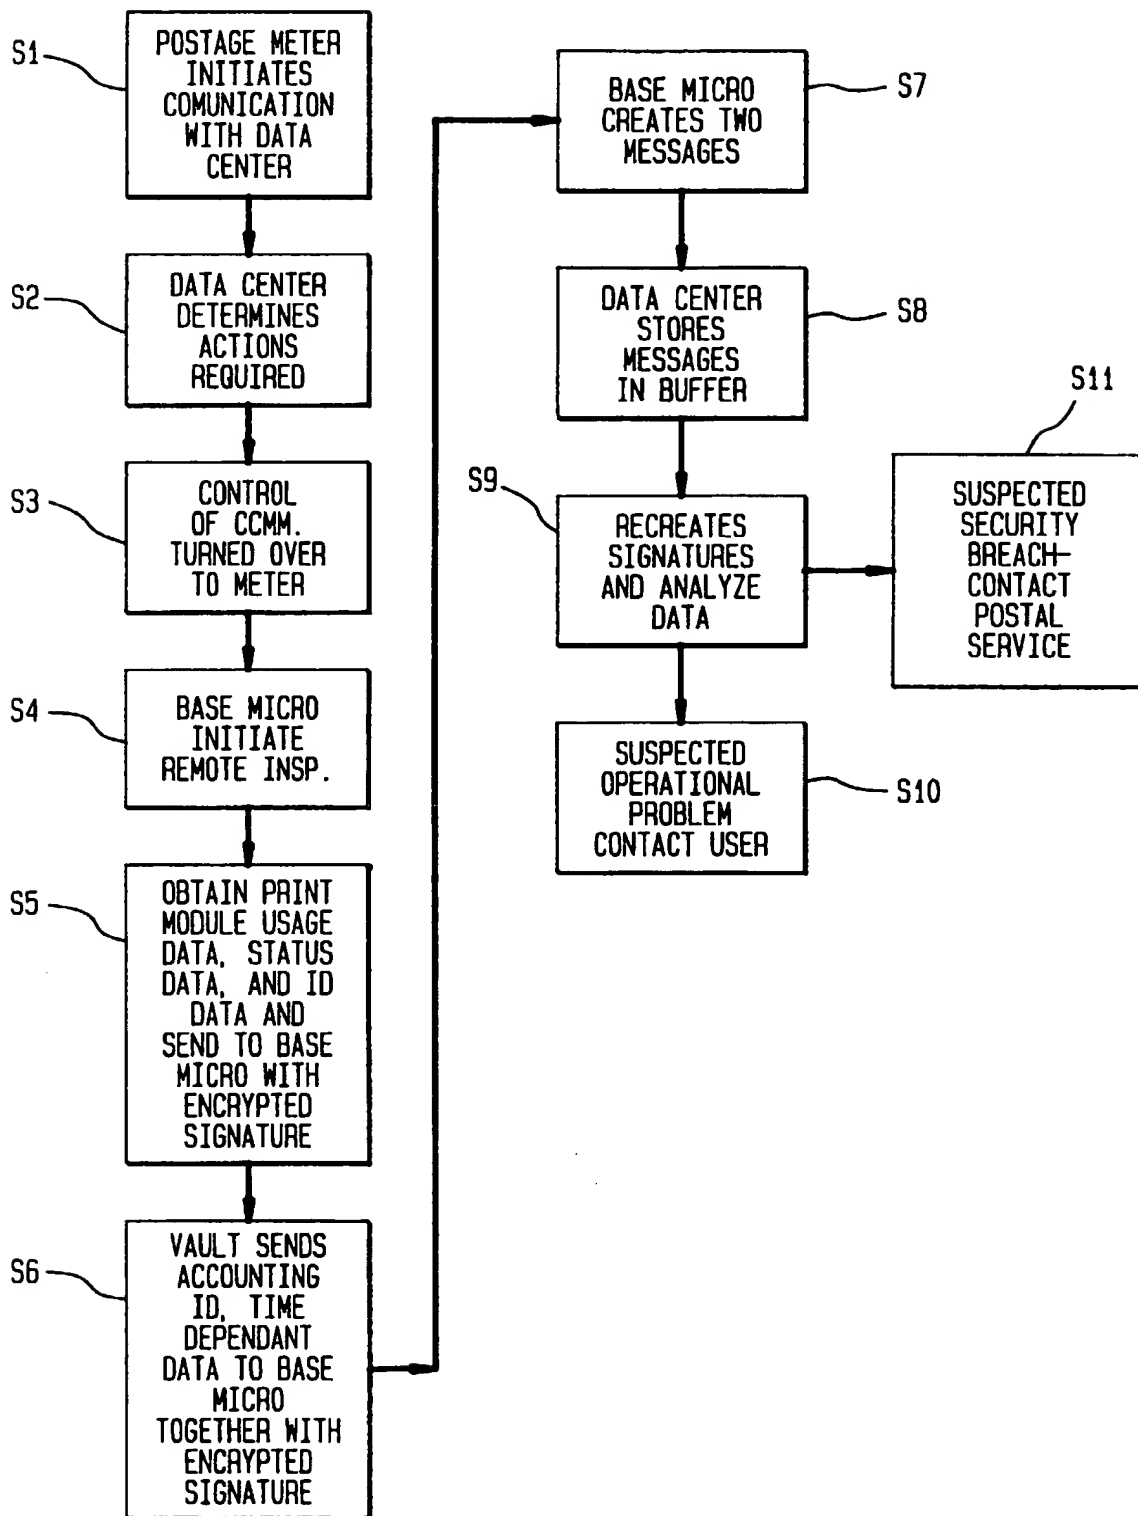 S1
POSTAGE METER
INITIATES
COMUNICATION
WITH DATA
CENTER
S2
DATA CENTER
DETERMINES
ACTIONS
REQUIRED
S3
CONTROL
OF CCMM.
TURNED OVER
TO METER
S4
BASE MICRO
INITIATE
REMOTE INSP.
S5
OBTAIN PRINT
MODULE USAGE
DATA, STATUS
DATA, AND ID
DATA AND
SEND TO BASE
MICRO WITH
ENCRYPTED
SIGNATURE
S6
VAULT SENDS
ACCOUNTING
ID, TIME
DEPENDANT
DATA TO BASE
MICRO
TOGETHER WITH
ENCRYPTED
SIGNATURE
S7
BASE MICRO
CREATES TWO
MESSAGES
S8
DATA CENTER
STORES
MESSAGES
IN BUFFER
S9
RECREATES
SIGNATURES
AND ANALYZE
DATA
S10
SUSPECTED
OPERATIONAL
PROBLEM
CONTACT USER
S11
SUSPECTED
SECURITY
BREACH-
CONTACT
POSTAL
SERVICE